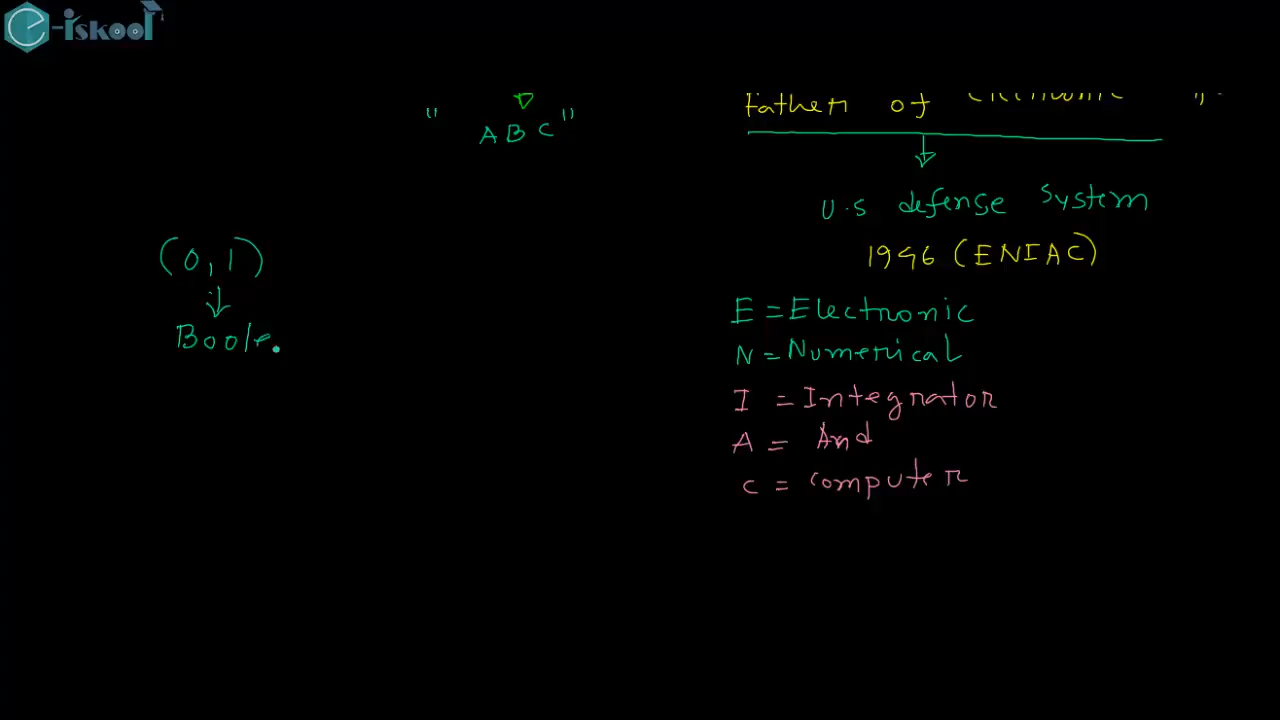 e-iskool
" ABC "
(0,1)
Boole
Father of
U.S defense system
1946 (ENIAC)
E = Electronic
N = Numerical
I = Integrator
A = And
C = Computer